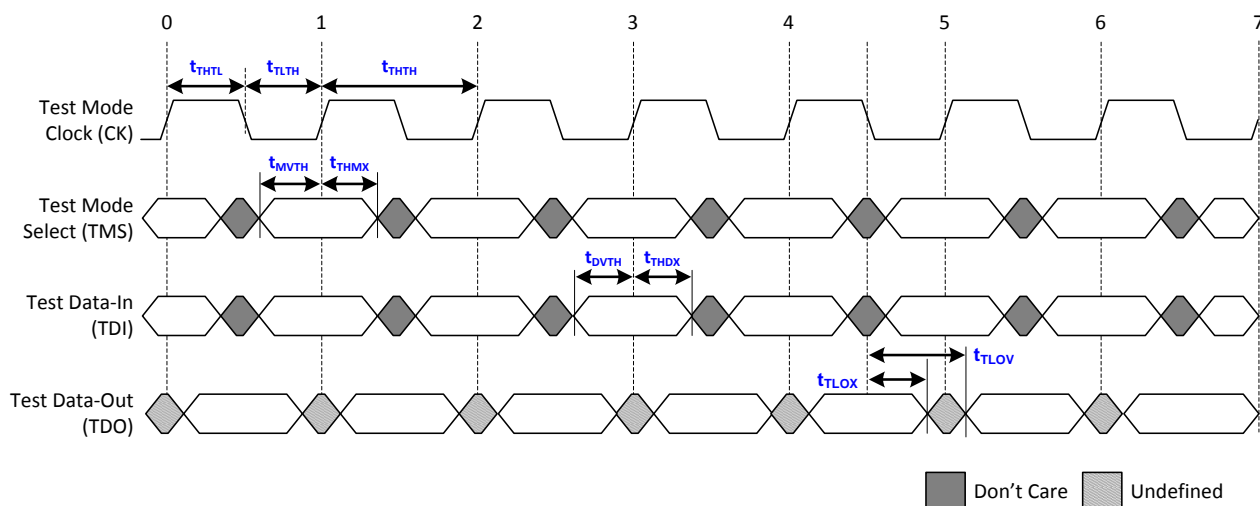 0 1 2 3 4 5 6 7
tTHTL tTLTH tTHTH
Test Mode
Clock (CK)
tMVTH tTHMX
Test Mode
Select (TMS)
tDVTH tTHDX
Test Data-In
(TDI)
tTLOV
tTLOX
Test Data-Out
(TDO)
Don't Care Undefined